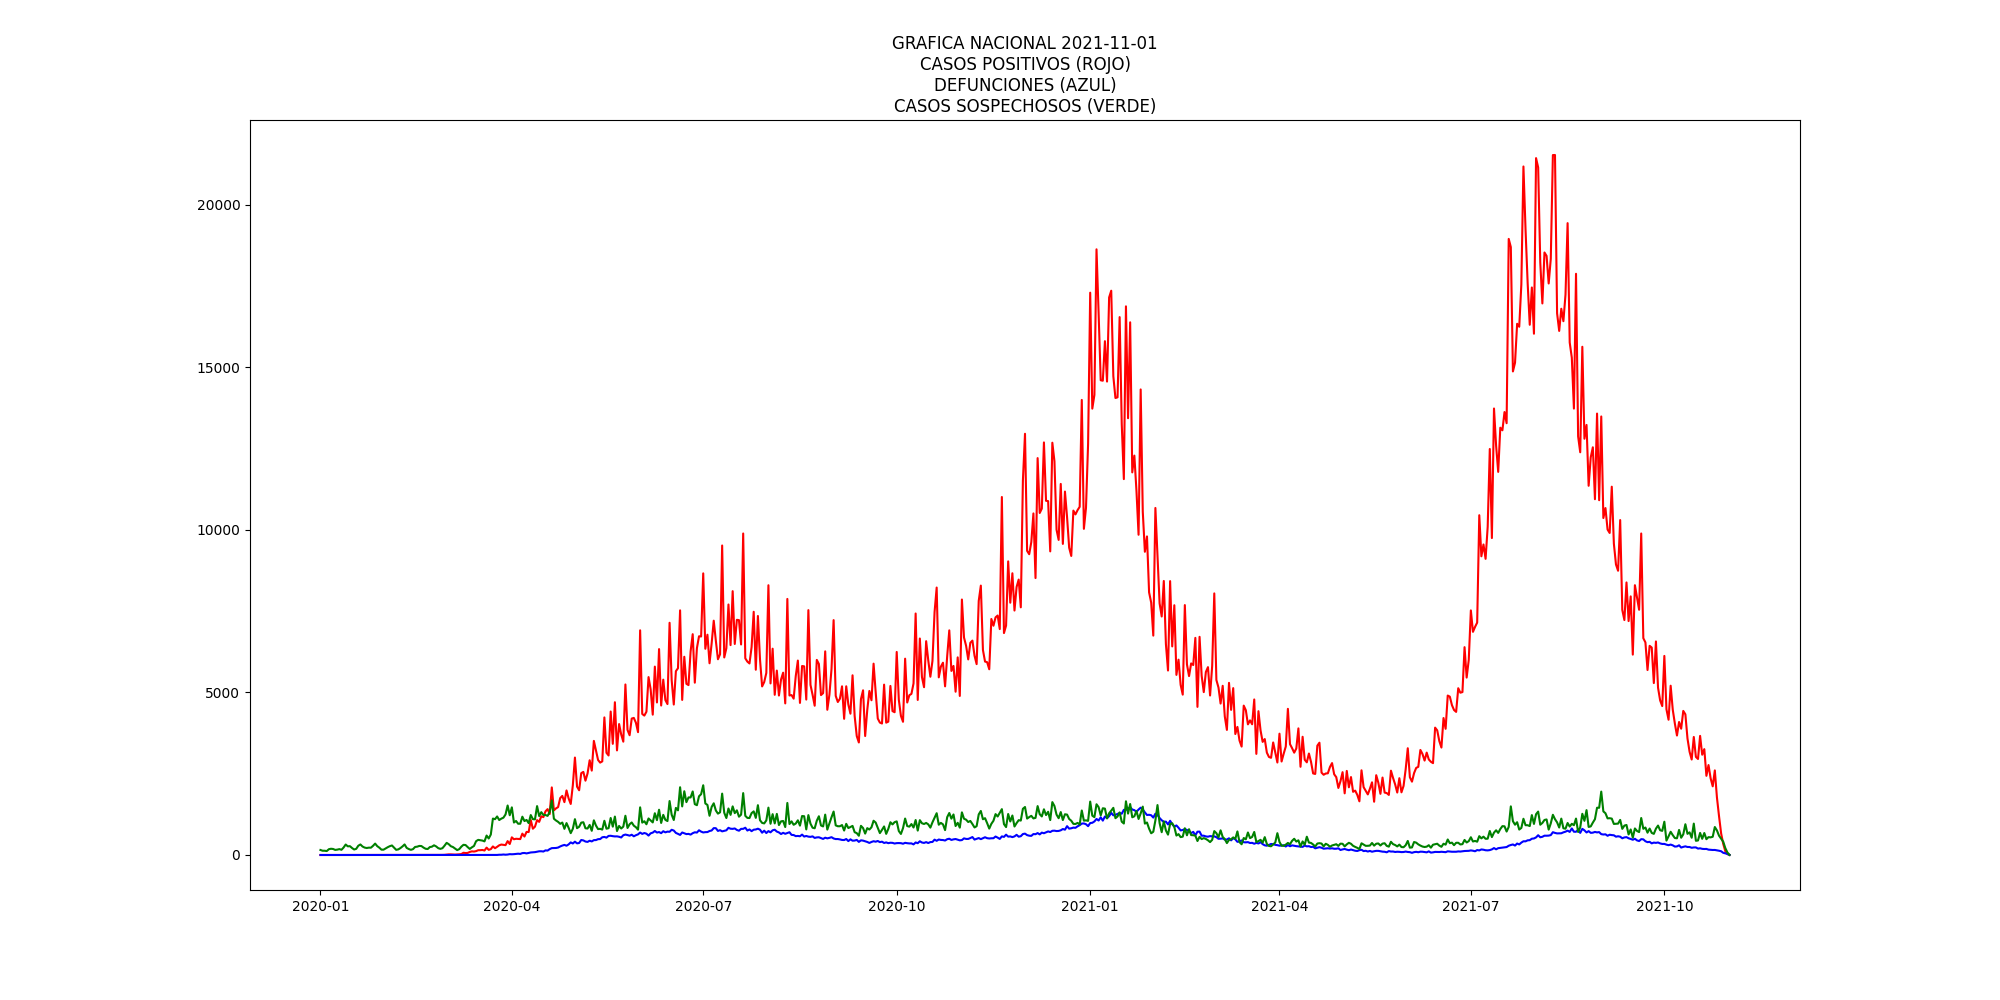 GRAFICA NACIONAL 2021-11-01
CASOS POSITIVOS (ROJO)
DEFUNCIONES (AZUL)
CASOS SOSPECHOSOS (VERDE)
20000
15000
10000
5000
0
2020-01 2020-04 2020-07 2020-10 2021-01 2021-04 2021-07 2021-10